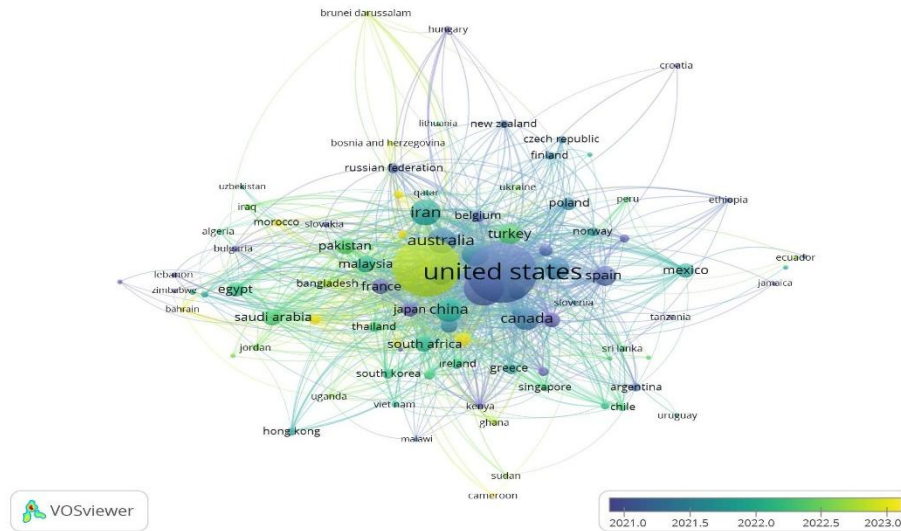 brunei darussalam
hungary
croatia
lithuania
new zealand
czech republic
bosnia and herzegovina
finland
russian federation
uzbekistan
qatar
ukraine
peru
ethiopia
iraq
iran
belgium
poland
morocco
slovakia
algeria
australia
turkey
norway
bulgaria
pakistan
malaysia
united states
ecuador
lebanon
spain
mexico
zimbabwe
egypt
bangladesh
france
jamaica
bahrain
japan
china
slovenia
saudi arabia
canada
tanzania
thailand
jordan
south africa
sri lanka
ireland
greece
south korea
singapore
argentina
uganda
viet nam
kenya
chile
ghana
uruguay
hong kong
malawi
sudan
cameroon
VOSviewer
2021.0 2021.5 2022.0 2022.5 2023.0